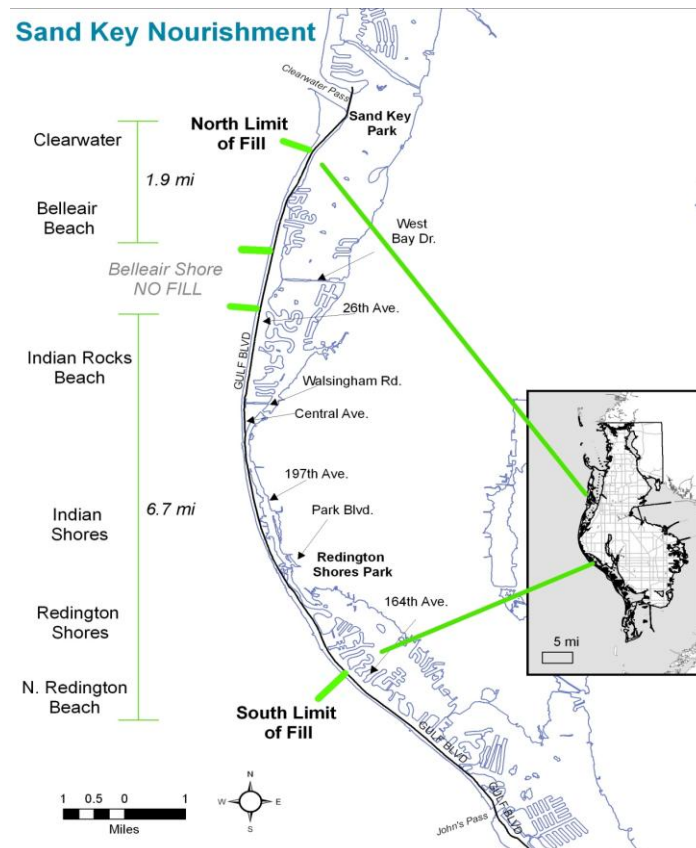 Sand Key Nourishment
Clearwater Pass
Sand Key
Park
North Limit
of Fill
Clearwater
1.9 mi
Belleair
Beach
West
Bay Dr.
Belleair Shore
NO FILL
26th Ave.
GULF BLVD
Indian Rocks
Beach
Walsingham Rd.
Central Ave.
197th Ave.
6.7 mi
Indian
Shores
Park Blvd.
Redington
Shores Park
164th Ave.
Redington
Shores
5 mi
N. Redington
Beach
South Limit
of Fill
GULF BLVD
GULF BLVD
John's Pass
1 0.5 0 1
Miles
N
W E
S